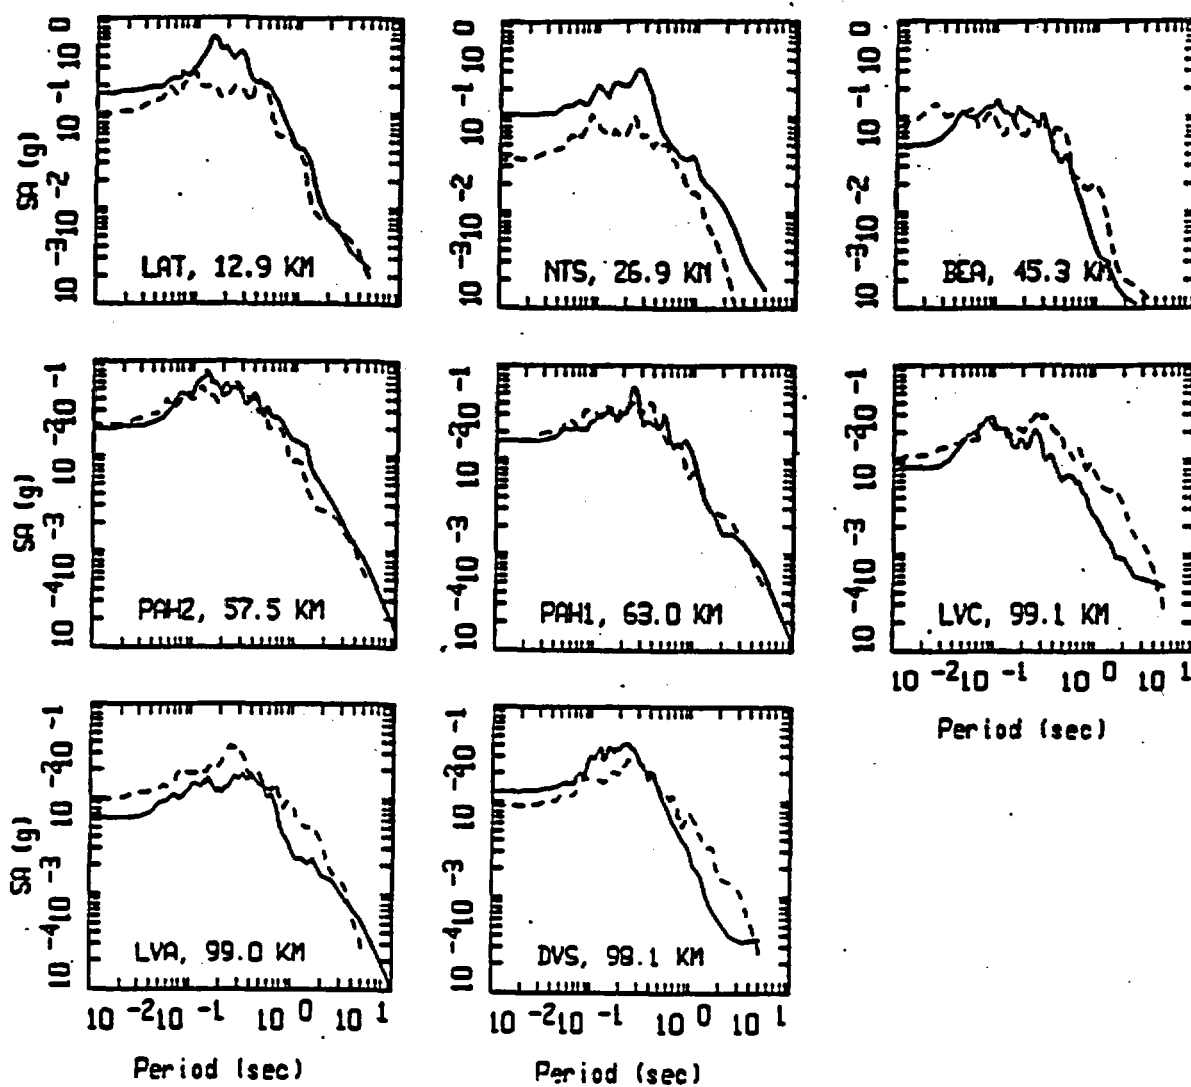 SA (g)
10 0
10 -1
10 -2
10 -3
LAT, 12.9 KM
10 0
10 -1
10 -2
10 -3
NTS, 26.9 KM
10 0
10 -1
10 -2
10 -3
BEA, 45.3 KM
SA (g)
10 -1
10 -2
10 -3
10 -4
PAH2, 57.5 KM
10 -1
10 -2
10 -3
10 -4
PAH1, 63.0 KM
10 -1
10 -2
10 -3
10 -4
LVC, 99.1 KM
10 -2 10 -1 10 0 10 1
Period (sec)
SA (g)
10 -1
10 -2
10 -3
10 -4
LVA, 99.0 KM
10 -2 10 -1 10 0 10 1
Period (sec)
10 -1
10 -2
10 -3
10 -4
DVS, 98.1 KM
10 -2 10 -1 10 0 10 1
Period (sec)